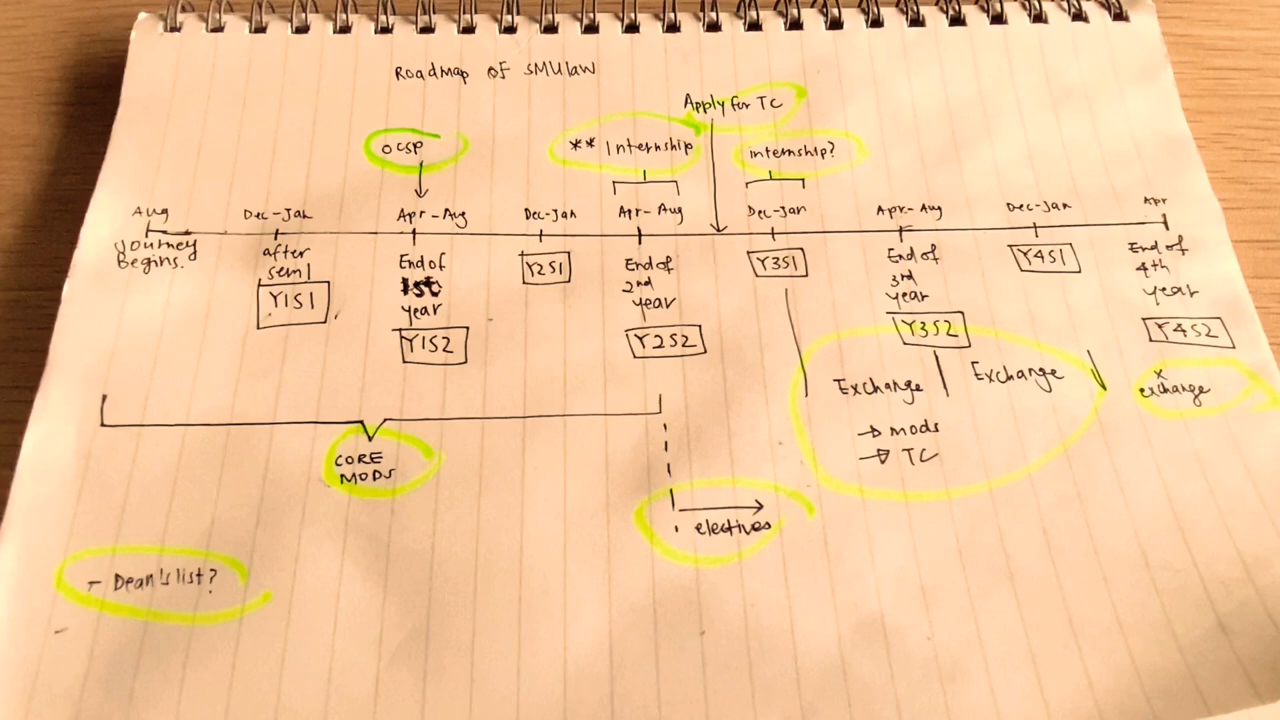 Roadmap OF SMU law
Apply for TC
OCSP
** Internship
internship?
Aug
Dec-Jan
Apr-Aug
Dec-Jan
Apr-Aug
Dec-Jan
Apr-Aug
Dec-Jan
Apr
Journey
Begins.
after
sem 1
Y1S1
End of
1st
year
Y1S2
Y2S1
End of
2nd
year
Y2S2
Y3S1
End of
3rd
year
Y3S2
Y4S1
End of
4th
year
Y4S2
Exchange
→ mods
→ TC
Exchange
x
exchange
CORE
MODS
→
electives
- Dean's list?